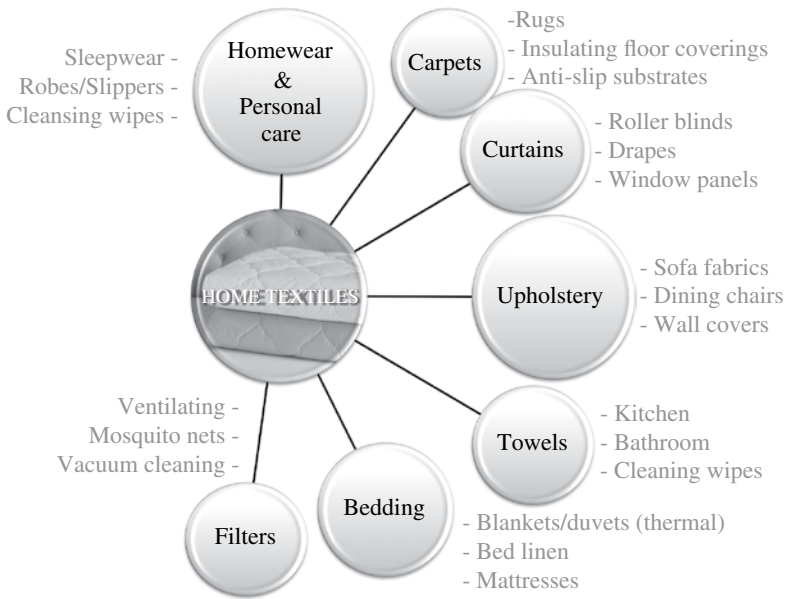 Homewear
&
Personal
care
Sleepwear -
Robes/Slippers -
Cleansing wipes -
Carpets
-Rugs
- Insulating floor coverings
- Anti-slip substrates
Curtains
- Roller blinds
- Drapes
- Window panels
HOME TEXTILES
Upholstery
- Sofa fabrics
- Dining chairs
- Wall covers
Towels
- Kitchen
- Bathroom
- Cleaning wipes
Bedding
- Blankets/duvets (thermal)
- Bed linen
- Mattresses
Filters
Ventilating -
Mosquito nets -
Vacuum cleaning -